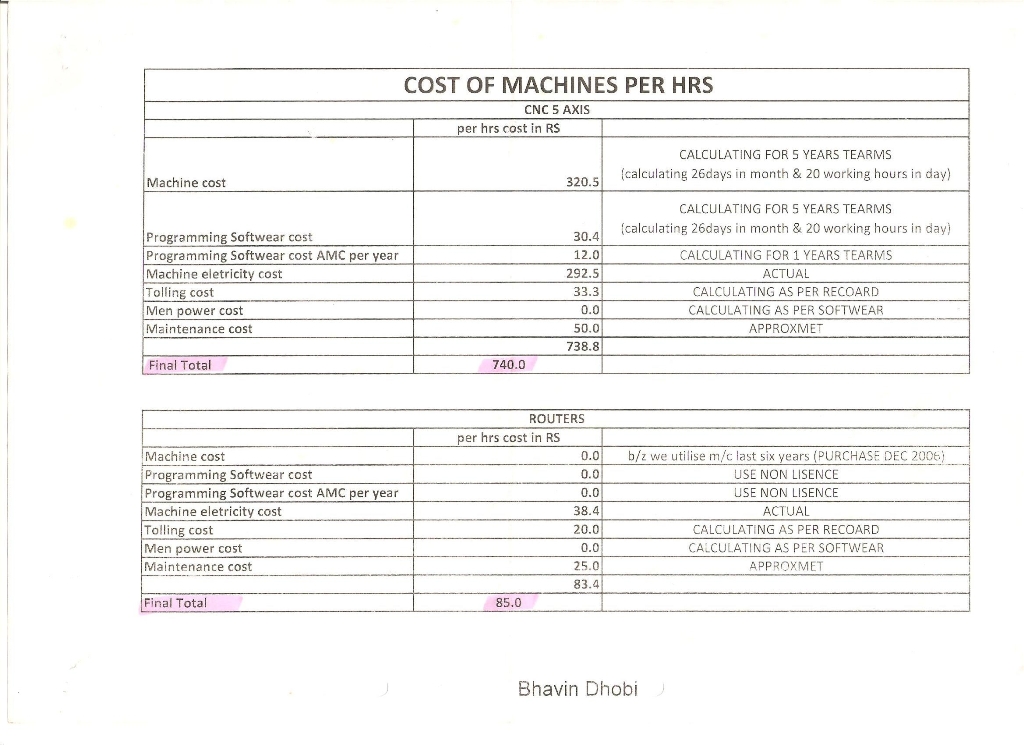 COST OF MACHINES PER HRS
CNC 5 AXIS
per hrs cost in RS
CALCULATING FOR 5 YEARS TEARMS
Machine cost 320.5 (calculating 26days in month & 20 working hours in day)
CALCULATING FOR 5 YEARS TEARMS
Programming Softwear cost 30.4 (calculating 26days in month & 20 working hours in day)
Programming Softwear cost AMC per year 12.0 CALCULATING FOR 1 YEARS TEARMS
Machine eletricity cost 292.5 ACTUAL
Tolling cost 33.3 CALCULATING AS PER RECOARD
Men power cost 0.0 CALCULATING AS PER SOFTWEAR
Maintenance cost 50.0 APPROXMET
738.8
Final Total 740.0
ROUTERS
per hrs cost in RS
Machine cost 0.0 b/z we utilise m/c last six years (PURCHASE DEC 2006)
Programming Softwear cost 0.0 USE NON LISENCE
Programming Softwear cost AMC per year 0.0 USE NON LISENCE
Machine eletricity cost 38.4 ACTUAL
Tolling cost 20.0 CALCULATING AS PER RECOARD
Men power cost 0.0 CALCULATING AS PER SOFTWEAR
Maintenance cost 25.0 APPROXMET
83.4
Final Total 85.0
Bhavin Dhobi